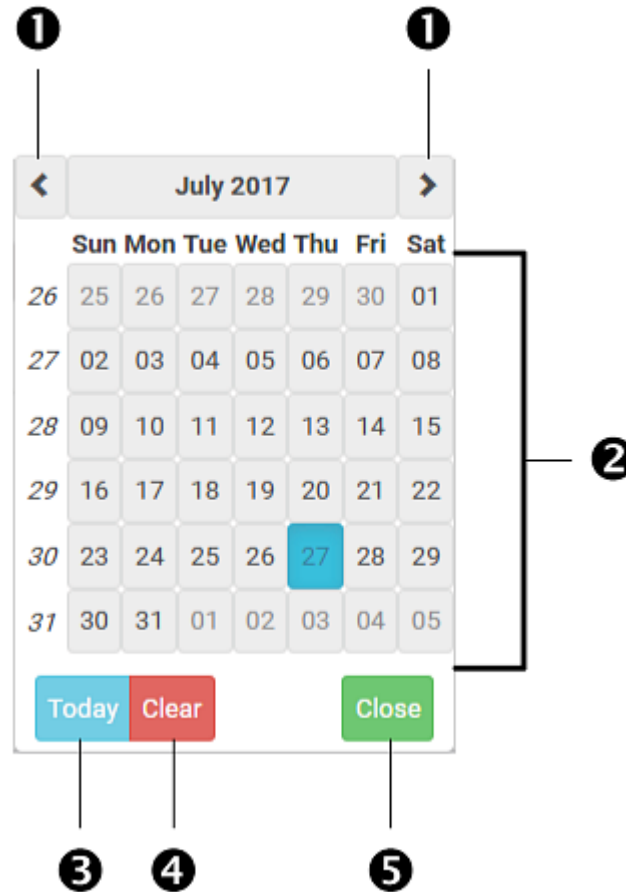 ❶ ❶
July 2017
Sun Mon Tue Wed Thu Fri Sat
26 25 26 27 28 29 30 01
27 02 03 04 05 06 07 08
28 09 10 11 12 13 14 15
❷
29 16 17 18 19 20 21 22
30 23 24 25 26 27 28 29
31 30 31 01 02 03 04 05
Today Clear Close
❸ ❹ ❺